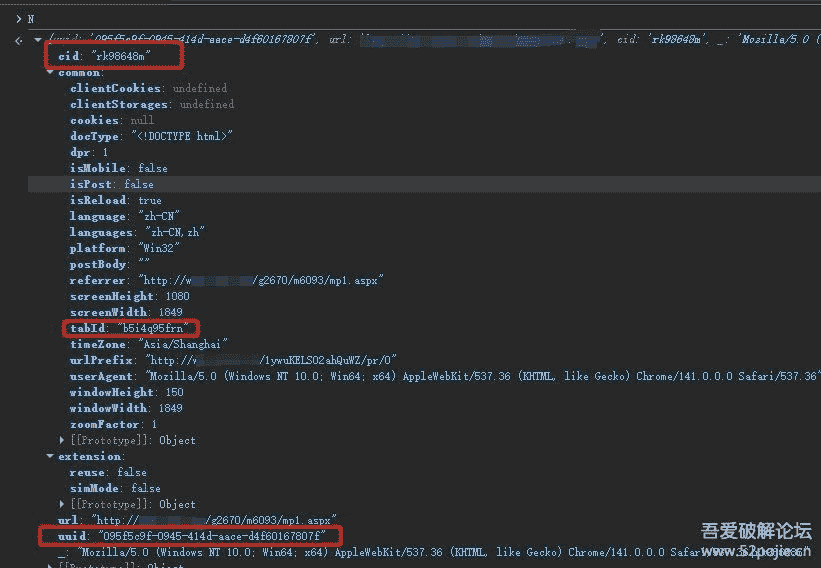 > N
{uuid: '095f5c9f-0945-414d-aace-d4f60167807f', url: ', cid: 'rk98648m', _: 'Mozilla/5.0 (
cid: "rk98648m"
common:
clientCookies: undefined
clientStorages: undefined
cookies: null
docType: "<!DOCTYPE html>"
dpr: 1
isMobile: false
isPost: false
isReload: true
language: "zh-CN"
languages: "zh-CN,zh"
platform: "Win32"
postBody: ""
referrer: "http://w /g2670/m6093/mp1.aspx"
screenHeight: 1080
screenWidth: 1849
tabId: "b5i4q95frn"
timeZone: "Asia/Shanghai"
urlPrefix: "http://w /1ywuKELSO2ahQuWZ/pr/0"
userAgent: "Mozilla/5.0 (Windows NT 10.0; Win64; x64) AppleWebKit/537.36 (KHTML, like Gecko) Chrome/141.0.0.0 Safari/537.36"
windowHeight: 150
windowWidth: 1849
zoomFactor: 1
[[Prototype]]: Object
extension:
reuse: false
simMode: false
[[Prototype]]: Object
url: "http:// /g2670/m6093/mp1.aspx"
uuid: "095f5c9f-0945-414d-aace-d4f60167807f"
_: "Mozilla/5.0 (Windows NT 10.0; Win64; x64) AppleWebKit/537.36 (KHTML, like Gecko) Chrome/141.0.0.0
[[Prototype]]: Object
吾爱破解论坛
www.52pojie.cn